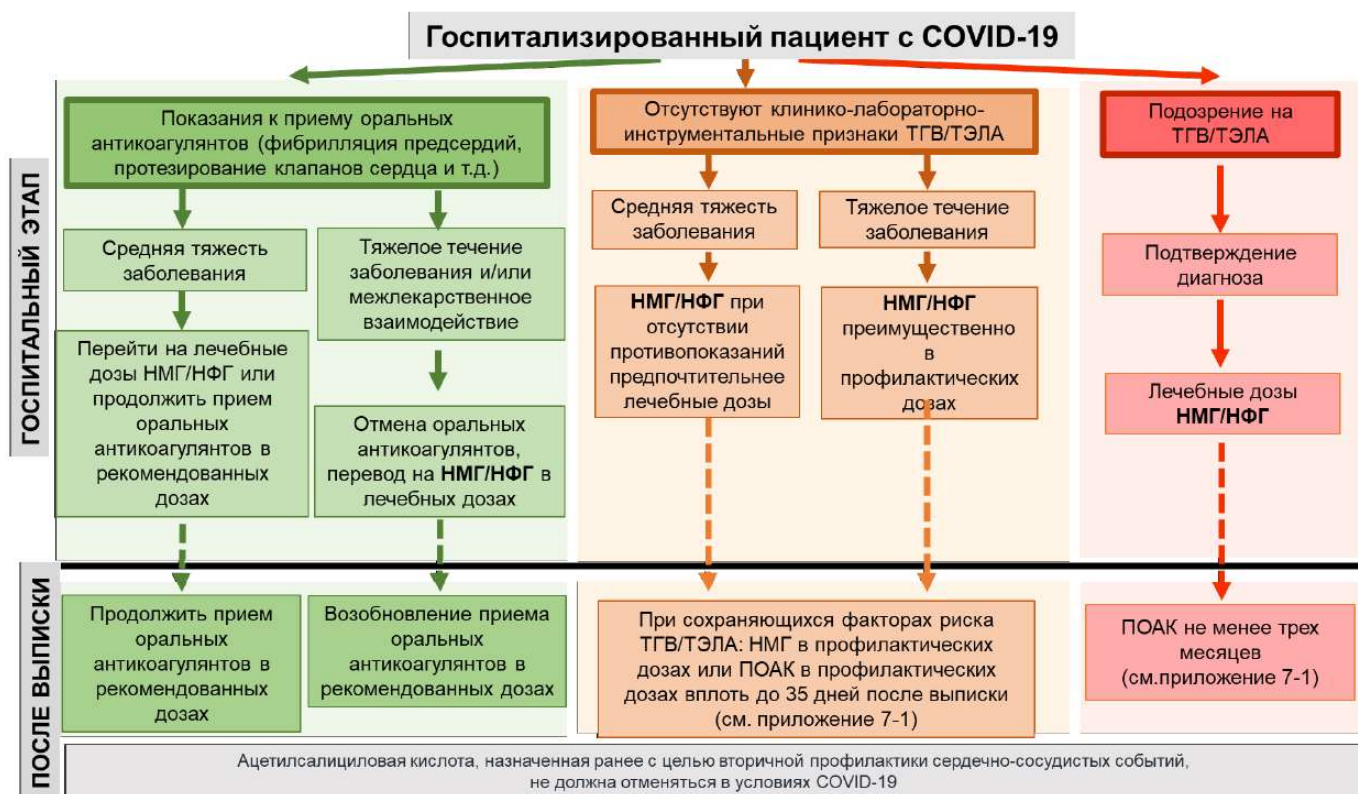 Госпитализированный пациент с COVID-19
ГОСПИТАЛЬНЫЙ ЭТАП
Показания к приему оральных
антикоагулянтов (фибрилляция предсердий,
протезирование клапанов сердца и т.д.)
Средняя тяжесть
заболевания
Перейти на лечебные
дозы НМГ/НФГ или
продолжить прием
оральных
антикоагулянтов в
рекомендованных
дозах
Тяжелое течение
заболевания и/или
межлекарственное
взаимодействие
Отмена оральных
антикоагулянтов,
перевод на НМГ/НФГ в
лечебных дозах
Отсутствуют клинико-лабораторно-
инструментальные признаки ТГВ/ТЭЛА
Средняя тяжесть
заболевания
НМГ/НФГ при
отсутствии
противопоказаний
предпочтительнее
лечебные дозы
Тяжелое течение
заболевания
НМГ/НФГ
преимущественно
в
профилактических
дозах
Подозрение на
ТГВ/ТЭЛА
Подтверждение
диагноза
Лечебные дозы
НМГ/НФГ
ПОСЛЕ ВЫПИСКИ
Продолжить прием
оральных
антикоагулянтов в
рекомендованных
дозах
Возобновление приема
оральных
антикоагулянтов в
рекомендованных дозах
При сохраняющихся факторах риска
ТГВ/ТЭЛА: НМГ в профилактических
дозах или ПОАК в профилактических
дозах вплоть до 35 дней после выписки
(см. приложение 7-1)
ПОАК не менее трех
месяцев
(см.приложение 7-1)
Ацетилсалициловая кислота, назначенная ранее с целью вторичной профилактики сердечно-сосудистых событий,
не должна отменяться в условиях COVID-19